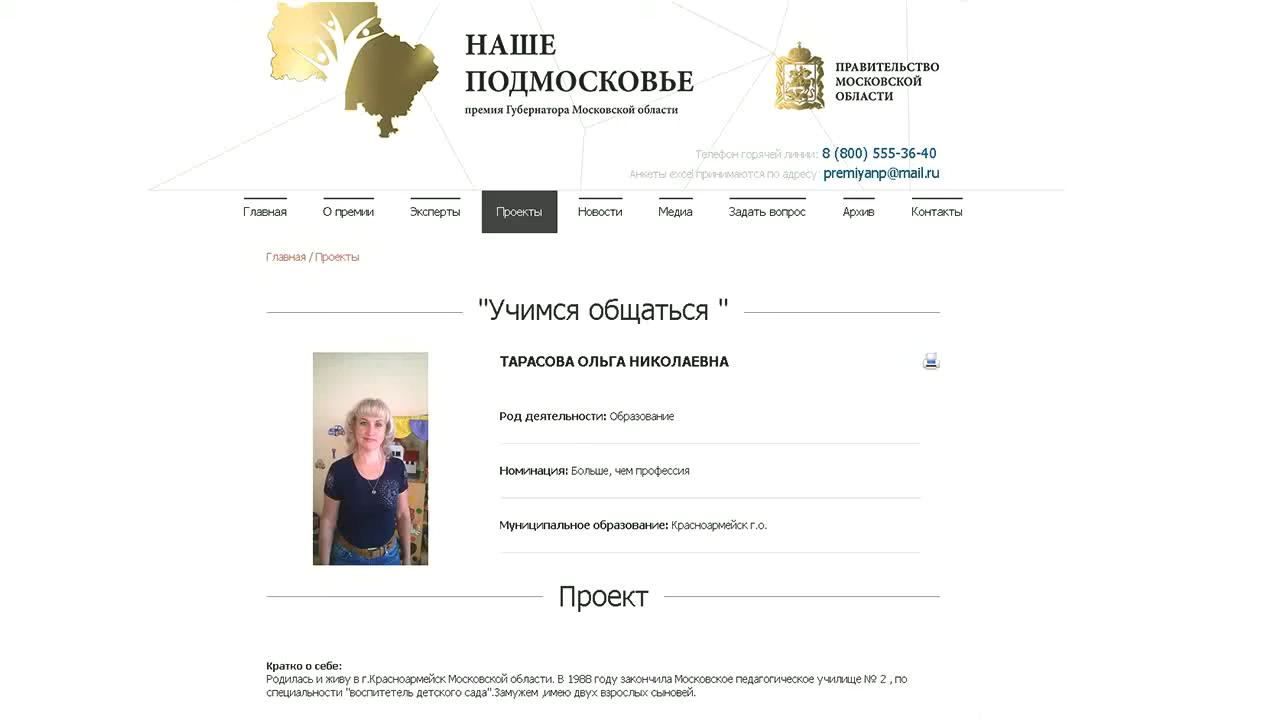 НАШЕ
ПОДМОСКОВЬЕ
премия Губернатора Московской области
ПРАВИТЕЛЬСТВО
МОСКОВСКОЙ
ОБЛАСТИ
Телефон горячей линии: 8 (800) 555-36-40
Анкеты excel принимаются по адресу: premiyanp@mail.ru
Главная О премии Эксперты Проекты Новости Медиа Задать вопрос Архив Контакты
Главная / Проекты
"Учимся общаться "
ТАРАСОВА ОЛЬГА НИКОЛАЕВНА
Род деятельности: Образование
Номинация: Больше, чем профессия
Муниципальное образование: Красноармейск г.о.
Проект
Кратко о себе:
Родилась и живу в г.Красноармейск Московской области. В 1988 году закончила Московское педагогическое училище № 2 , по
специальности "воспитетель детского сада".Замужем ,имею двух взрослых сыновей.